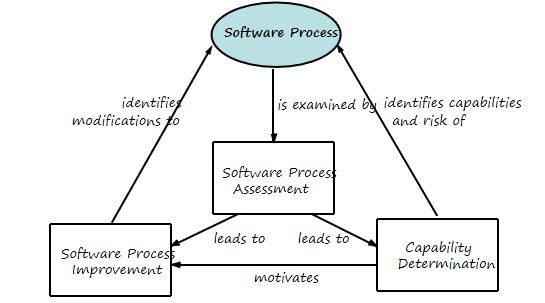 Software Process
identifies
modifications to
is examined by
identifies capabilities
and risk of
Software Process
Assessment
leads to
leads to
Software Process
Improvement
Capability
Determination
motivates